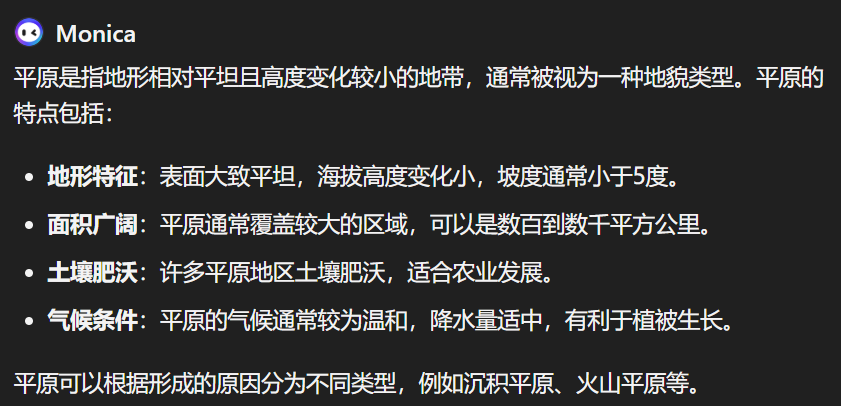 Monica
平原是指地形相对平坦且高度变化较小的地带，通常被视为一种地貌类型。平原的
特点包括：
• 地形特征：表面大致平坦，海拔高度变化小，坡度通常小于5度。
• 面积广阔：平原通常覆盖较大的区域，可以是数百到数千平方公里。
• 土壤肥沃：许多平原地区土壤肥沃，适合农业发展。
• 气候条件：平原的气候通常较为温和，降水量适中，有利于植被生长。
平原可以根据形成的原因分为不同类型，例如沉积平原、火山平原等。